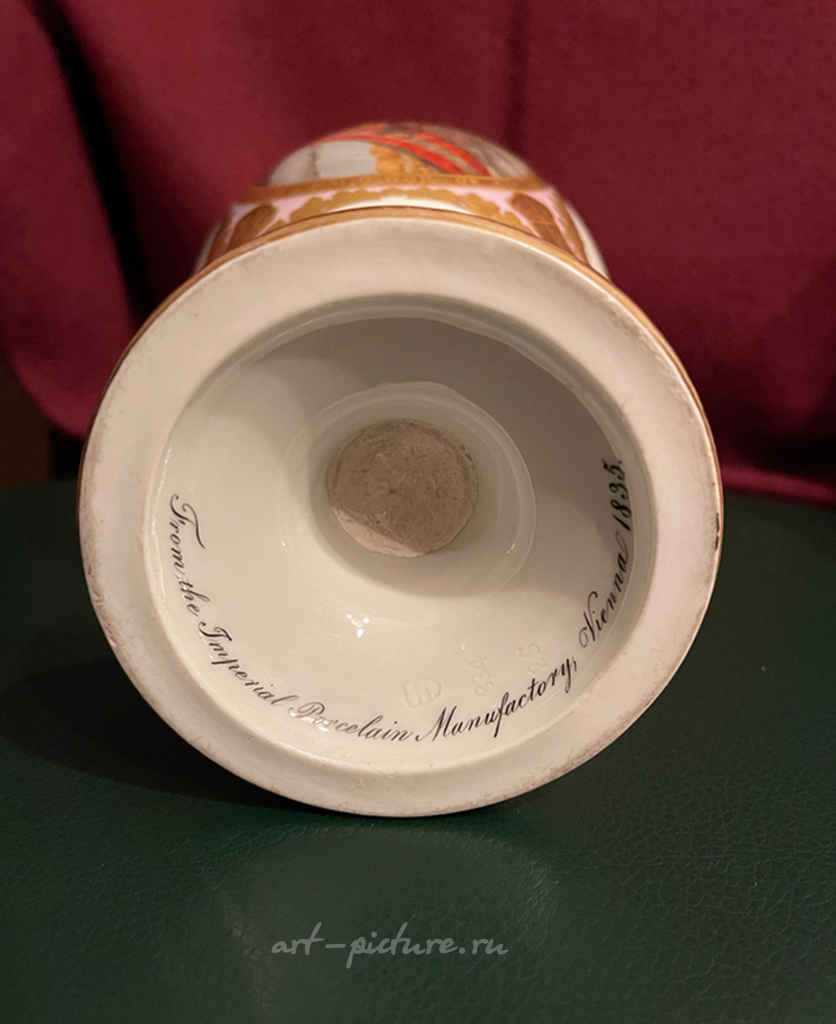 From the Imperial Porcelain Manufactory, Vienna 1835.
834
25
art-picture.ru